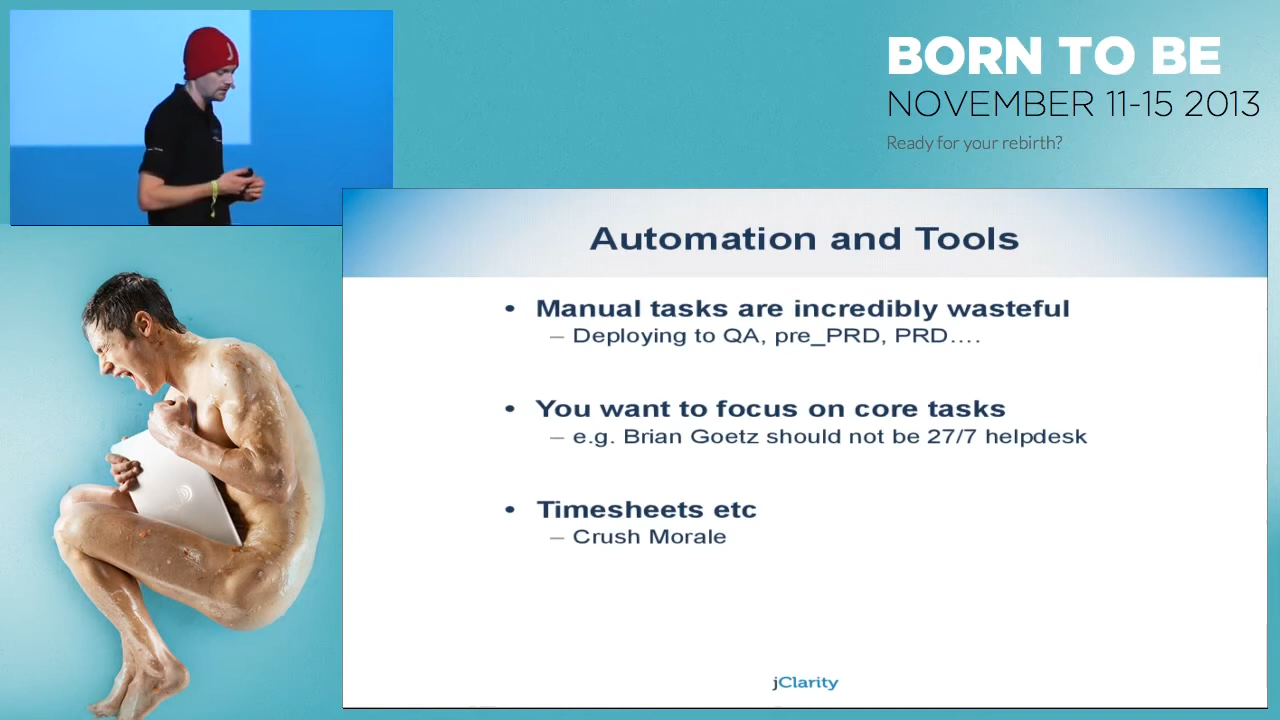 BORN TO BE
NOVEMBER 11-15 2013
Ready for your rebirth?
Automation and Tools
• Manual tasks are incredibly wasteful
– Deploying to QA, pre_PRD, PRD....
• You want to focus on core tasks
– e.g. Brian Goetz should not be 27/7 helpdesk
• Timesheets etc
– Crush Morale
jClarity